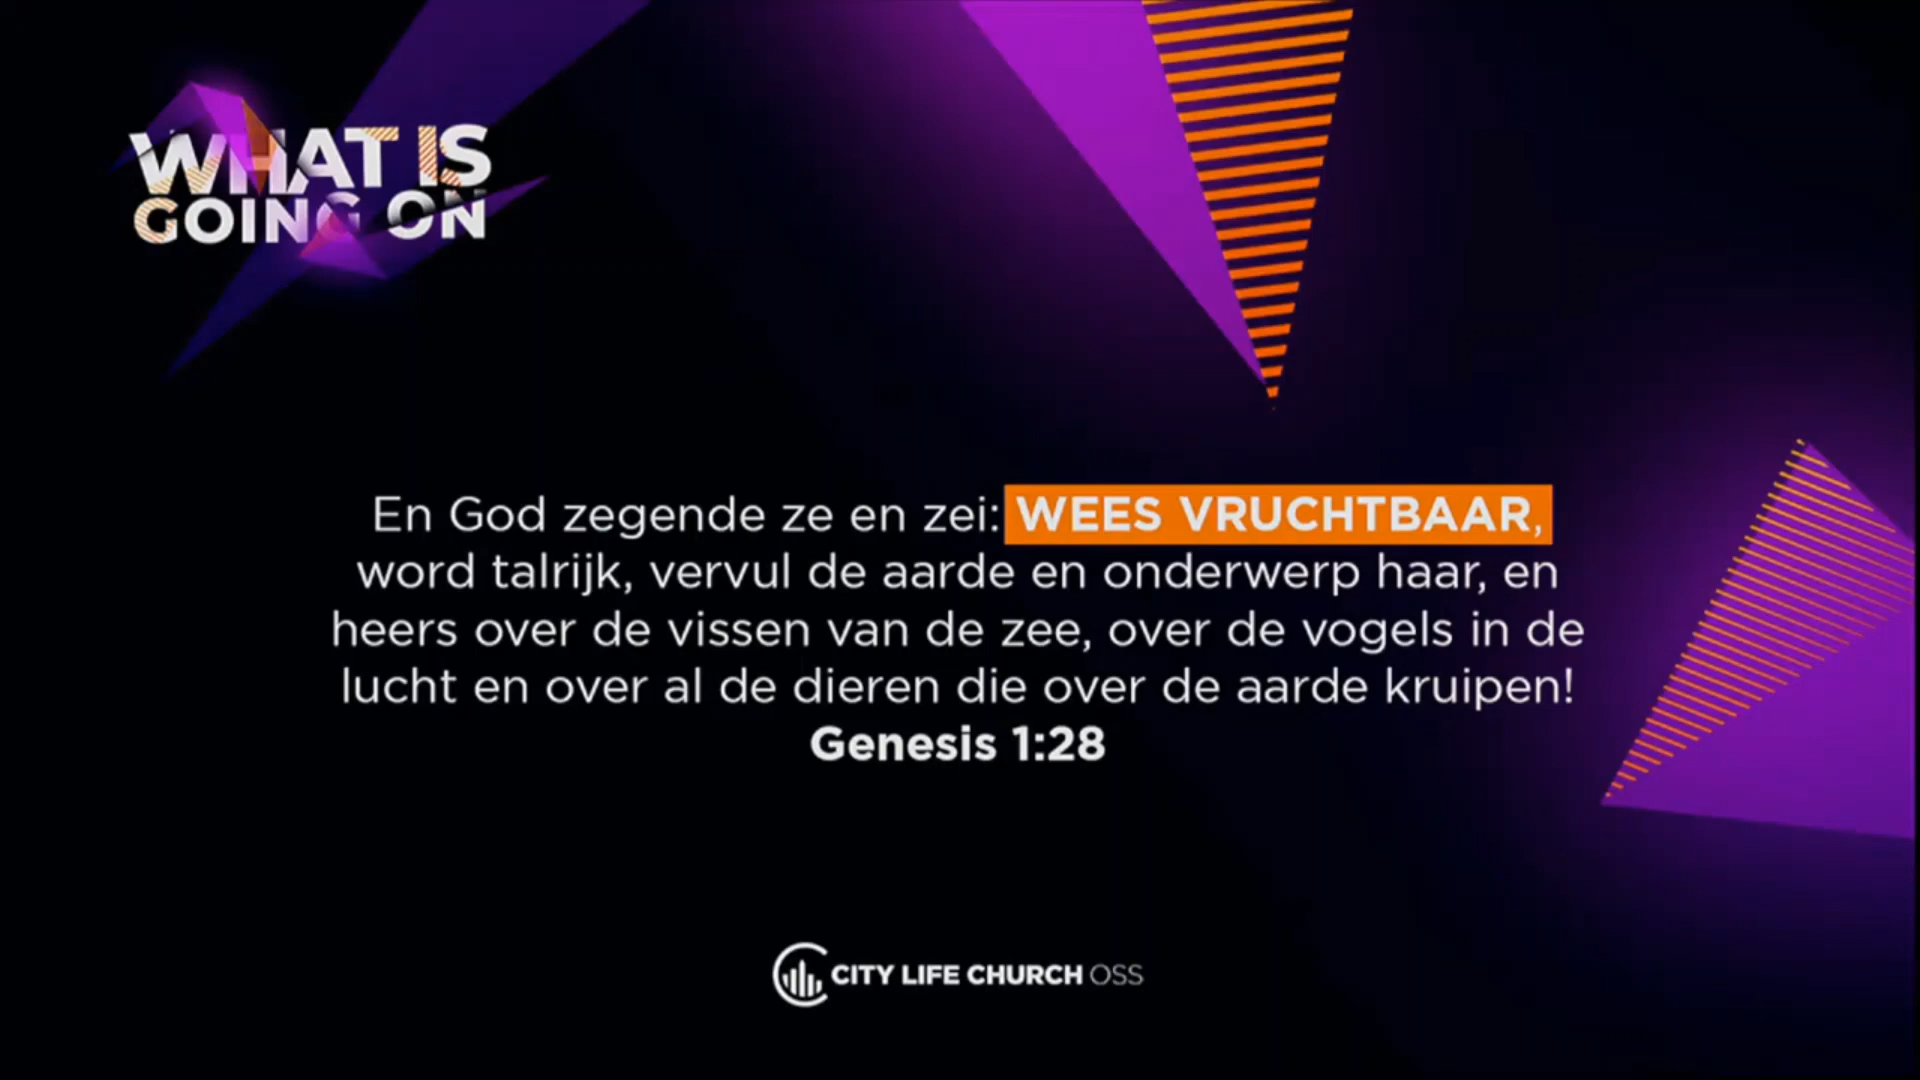 WHAT IS
GOING ON
En God zegende ze en zei: WEES VRUCHTBAAR,
word talrijk, vervul de aarde en onderwerp haar, en
heers over de vissen van de zee, over de vogels in de
lucht en over al de dieren die over de aarde kruipen!
Genesis 1:28
CITY LIFE CHURCH OSS